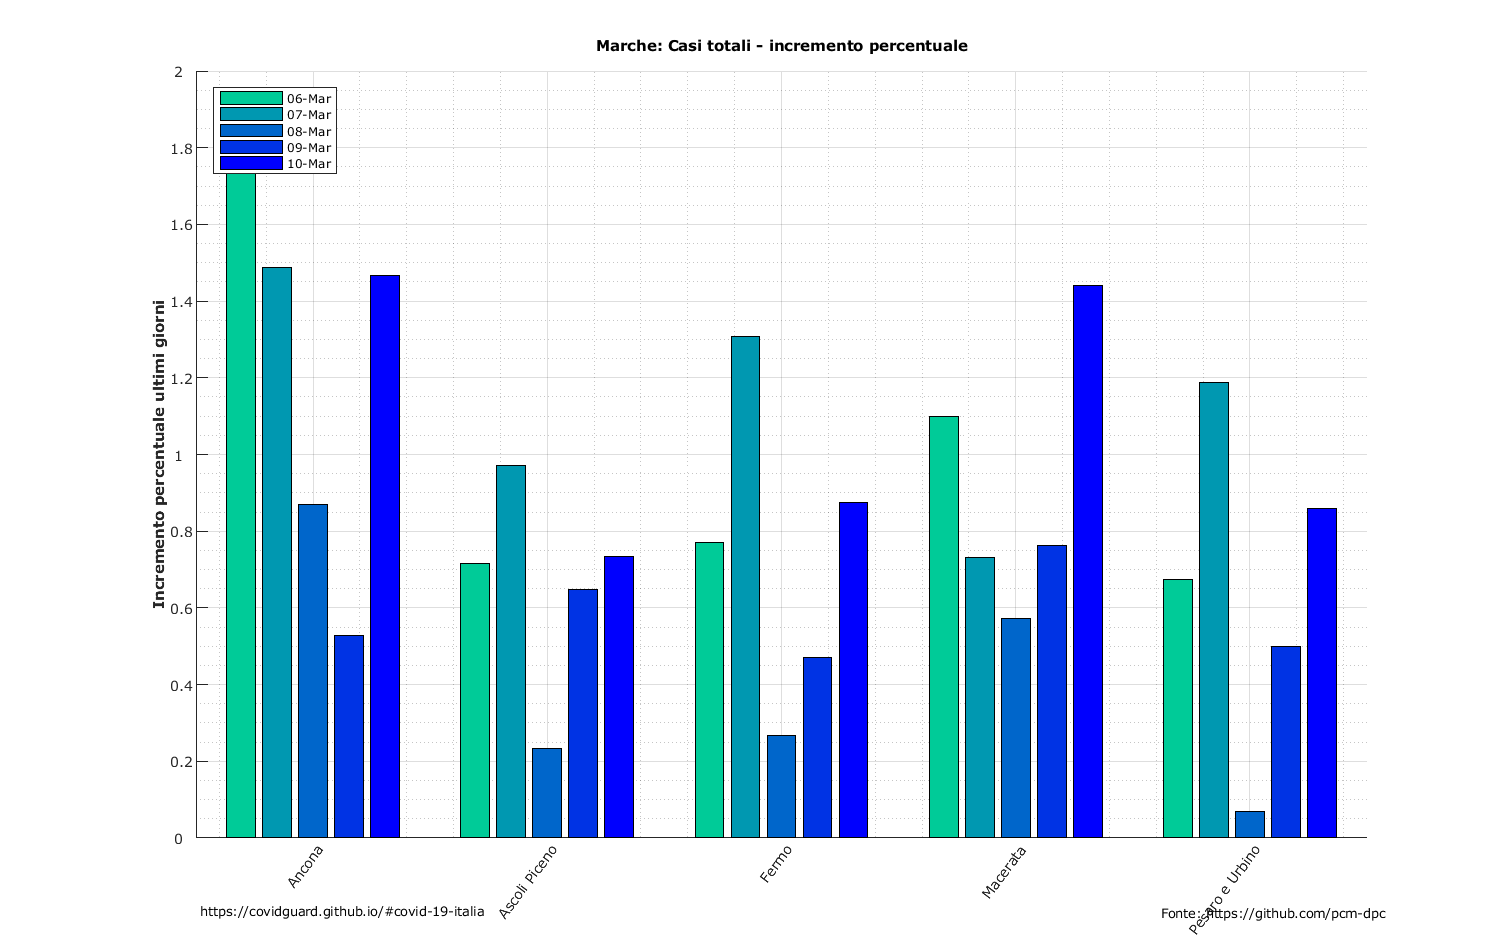 Marche: Casi totali - incremento percentuale
Incremento percentuale ultimi giorni
2
1.8
1.6
1.4
1.2
1
0.8
0.6
0.4
0.2
0
06-Mar
07-Mar
08-Mar
09-Mar
10-Mar
Ancona
Ascoli Piceno
Fermo
Macerata
Pesaro e Urbino
https://covidguard.github.io/#covid-19-italia
Fonte: https://github.com/pcm-dpc